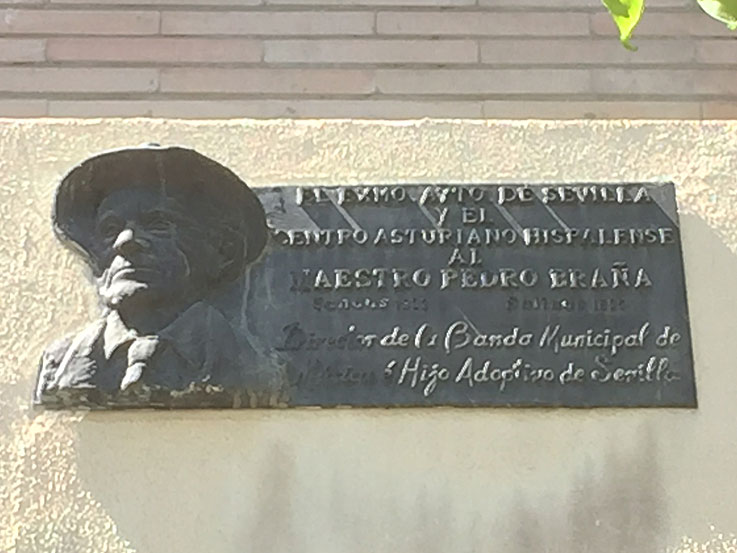 EL EXMO. AYTO DE SEVILLA
Y EL
CENTRO ASTURIANO HISPALENSE
AL
MAESTRO PEDRO BRAÑA
Director de la Banda Municipal de
é Hijo Adoptivo de Sevilla